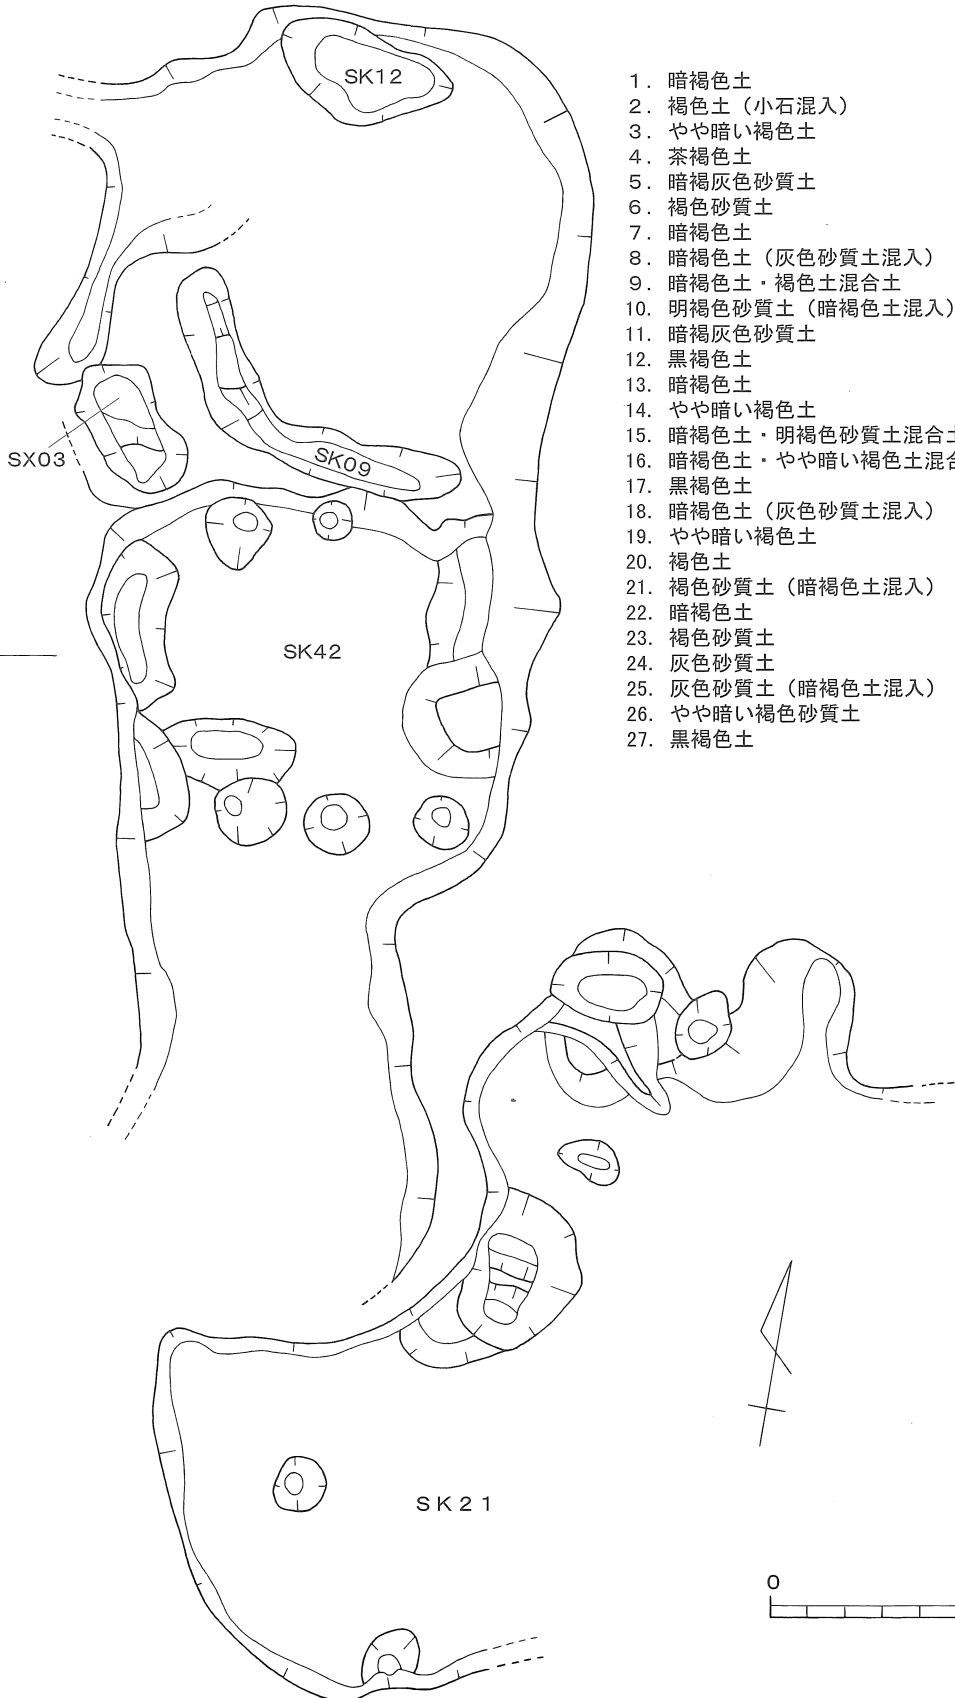 SK12
SX03
SK09
SK42
SK21
1. 暗褐色土
2. 褐色土（小石混入）
3. やや暗い褐色土
4. 茶褐色土
5. 暗褐灰色砂質土
6. 褐色砂質土
7. 暗褐色土
8. 暗褐色土（灰色砂質土混入）
9. 暗褐色土・褐色土混合土
10. 明褐色砂質土（暗褐色土混入）
11. 暗褐灰色砂質土
12. 黒褐色土
13. 暗褐色土
14. やや暗い褐色土
15. 暗褐色土・明褐色砂質土混合土
16. 暗褐色土・やや暗い褐色土混合
17. 黒褐色土
18. 暗褐色土（灰色砂質土混入）
19. やや暗い褐色土
20. 褐色土
21. 褐色砂質土（暗褐色土混入）
22. 暗褐色土
23. 褐色砂質土
24. 灰色砂質土
25. 灰色砂質土（暗褐色土混入）
26. やや暗い褐色砂質土
27. 黒褐色土
0